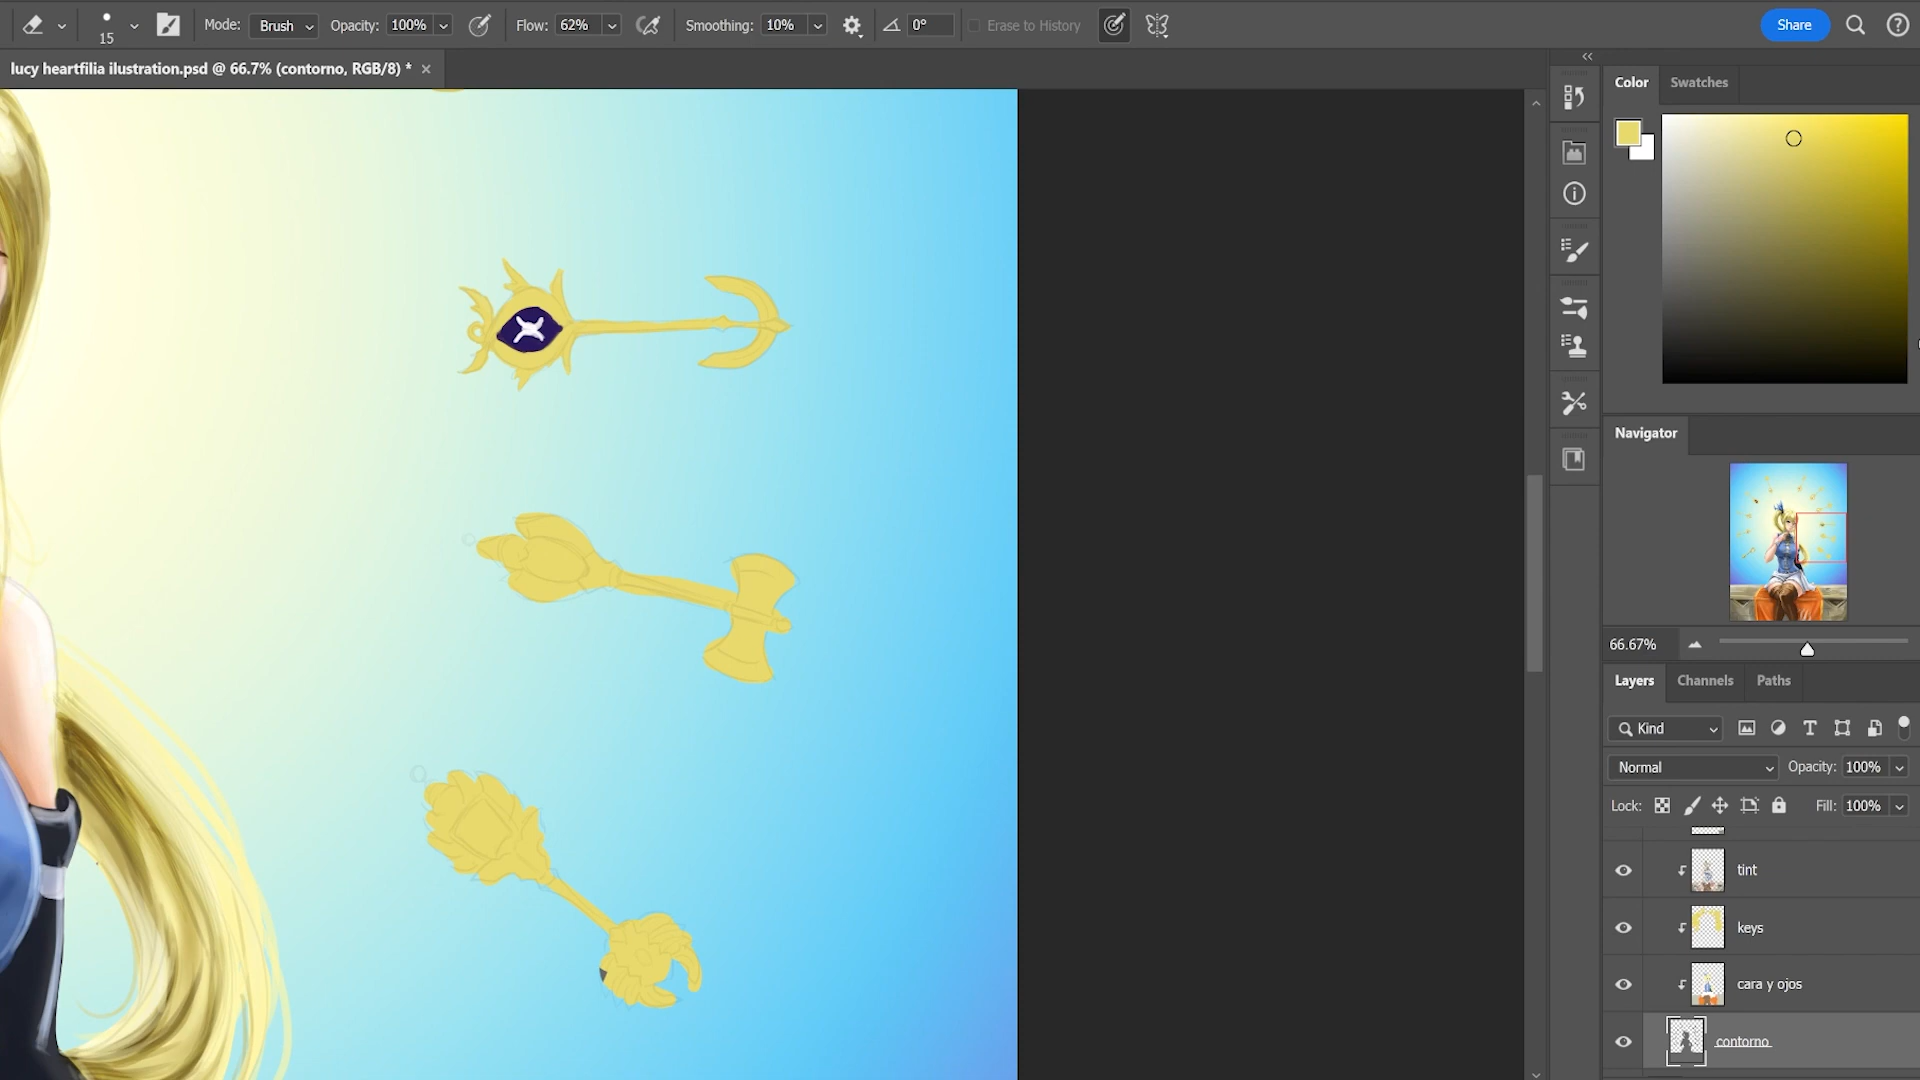 15
Mode: Brush
Opacity: 100%
Flow: 62%
Smoothing: 10%
0°
Erase to History
Share
lucy heartfilia ilustration.psd @ 66.7% (contorno, RGB/8) *
Color
Swatches
Navigator
66.67%
Layers
Channels
Paths
Kind
Normal
Opacity: 100%
Lock:
Fill: 100%
tint
keys
cara y ojos
contorno